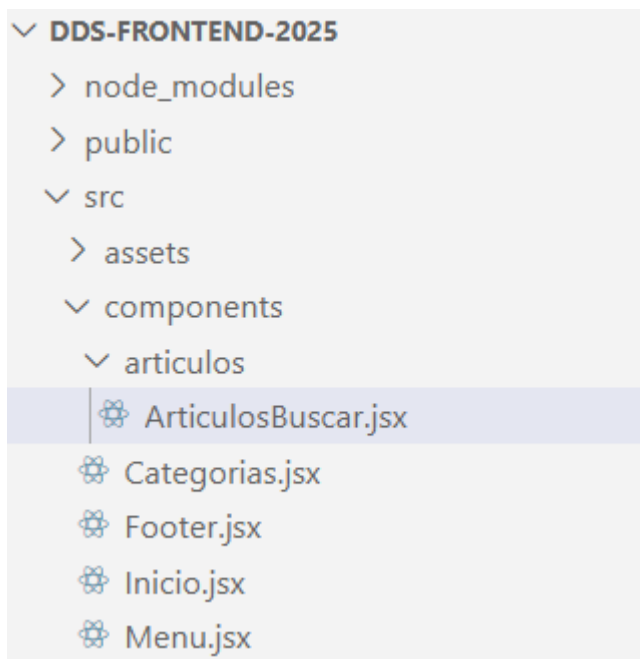 DDS-FRONTEND-2025
node_modules
public
src
assets
components
articulos
ArticulosBuscar.jsx
Categorias.jsx
Footer.jsx
Inicio.jsx
Menu.jsx